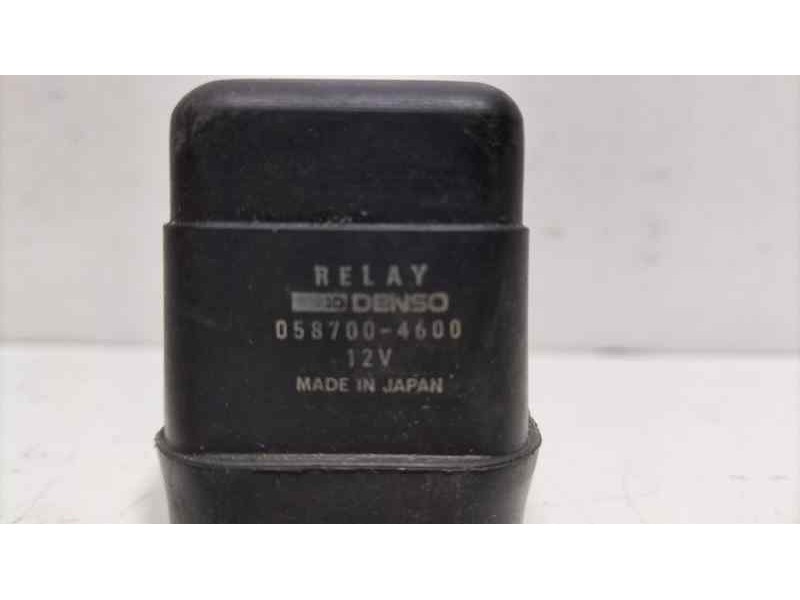 RELAY
DENSO
058700-4600
12V
MADE IN JAPAN